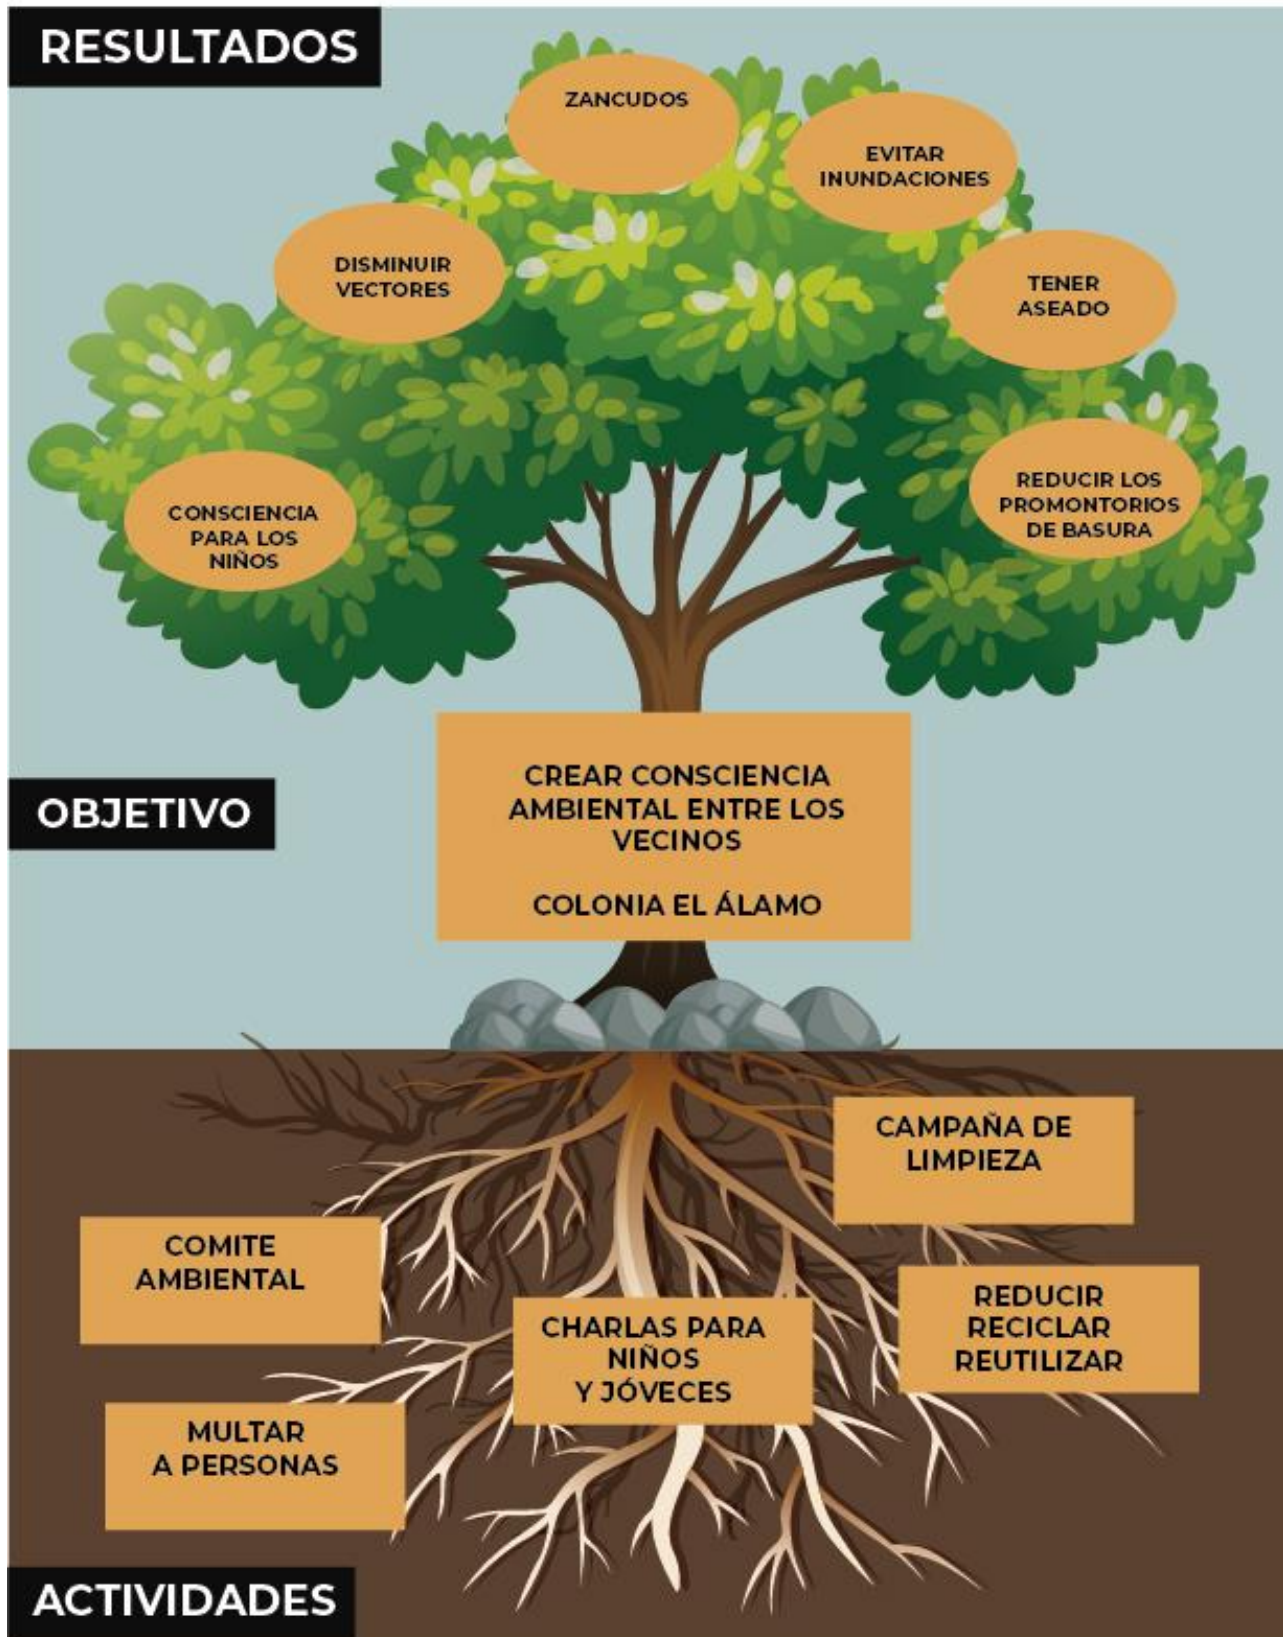 RESULTADOS
ZANCUDOS
EVITAR
INUNDACIONES
DISMINUIR
VECTORES
TENER
ASEADO
CONSCIENCIA
PARA LOS
NIÑOS
REDUCIR LOS
PROMONTORIOS
DE BASURA
OBJETIVO
CREAR CONSCIENCIA
AMBIENTAL ENTRE LOS
VECINOS
COLONIA EL ÁLAMO
CAMPAÑA DE
LIMPIEZA
COMITE
AMBIENTAL
REDUCIR
RECICLAR
REUTILIZAR
CHARLAS PARA
NIÑOS
Y JÓVECES
MULTAR
A PERSONAS
ACTIVIDADES